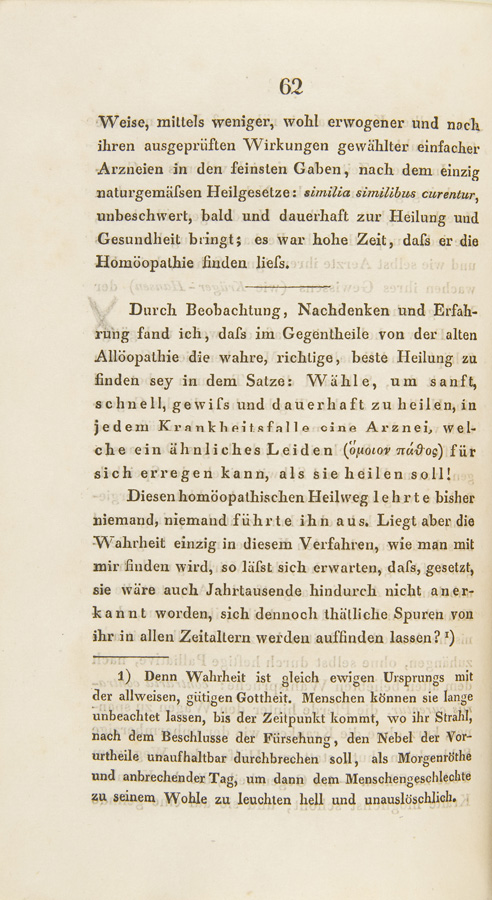 62
Weise, mittels weniger, wohl erwogener und nach
ihren ausgeprüften Wirkungen gewählter einfacher
Arzneien in den feinsten Gaben, nach dem einzig
naturgemäfsen Heilgesetze: similia similibus curentur,
unbeschwert, bald und dauerhaft zur Heilung und
Gesundheit bringt; es war hohe Zeit, dafs er die
Homöopathie finden liefs.
Durch Beobachtung, Nachdenken und Erfah-
rung fand ich, dafs im Gegentheile von der alten
Allöopathie die wahre, richtige, beste Heilung zu
finden sey in dem Satze: Wähle, um sanft,
schnell, gewifs und dauerhaft zu heilen, in
jedem Krankheitsfalle eine Arznei, wel-
che ein ähnliches Leiden (ὅμοιον πάθος) für
sich erregen kann, als sie heilen soll!
Diesen homöopathischen Heilweg lehrte bisher
niemand, niemand führte ihn aus. Liegt aber die
Wahrheit einzig in diesem Verfahren, wie man mit
mir finden wird, so läfst sich erwarten, dafs, gesetzt,
sie wäre auch Jahrtausende hindurch nicht aner-
kannt worden, sich dennoch thätliche Spuren von
ihr in allen Zeitaltern werden auffinden lassen? ¹)
1) Denn Wahrheit ist gleich ewigen Ursprungs mit
der allweisen, gütigen Gottheit. Menschen können sie lange
unbeachtet lassen, bis der Zeitpunkt kommt, wo ihr Strahl,
nach dem Beschlusse der Fürsehung, den Nebel der Vor-
urtheile unaufhaltbar durchbrechen soll, als Morgenröthe
und anbrechender Tag, um dann dem Menschengeschlechte
zu seinem Wohle zu leuchten hell und unauslöschlich.